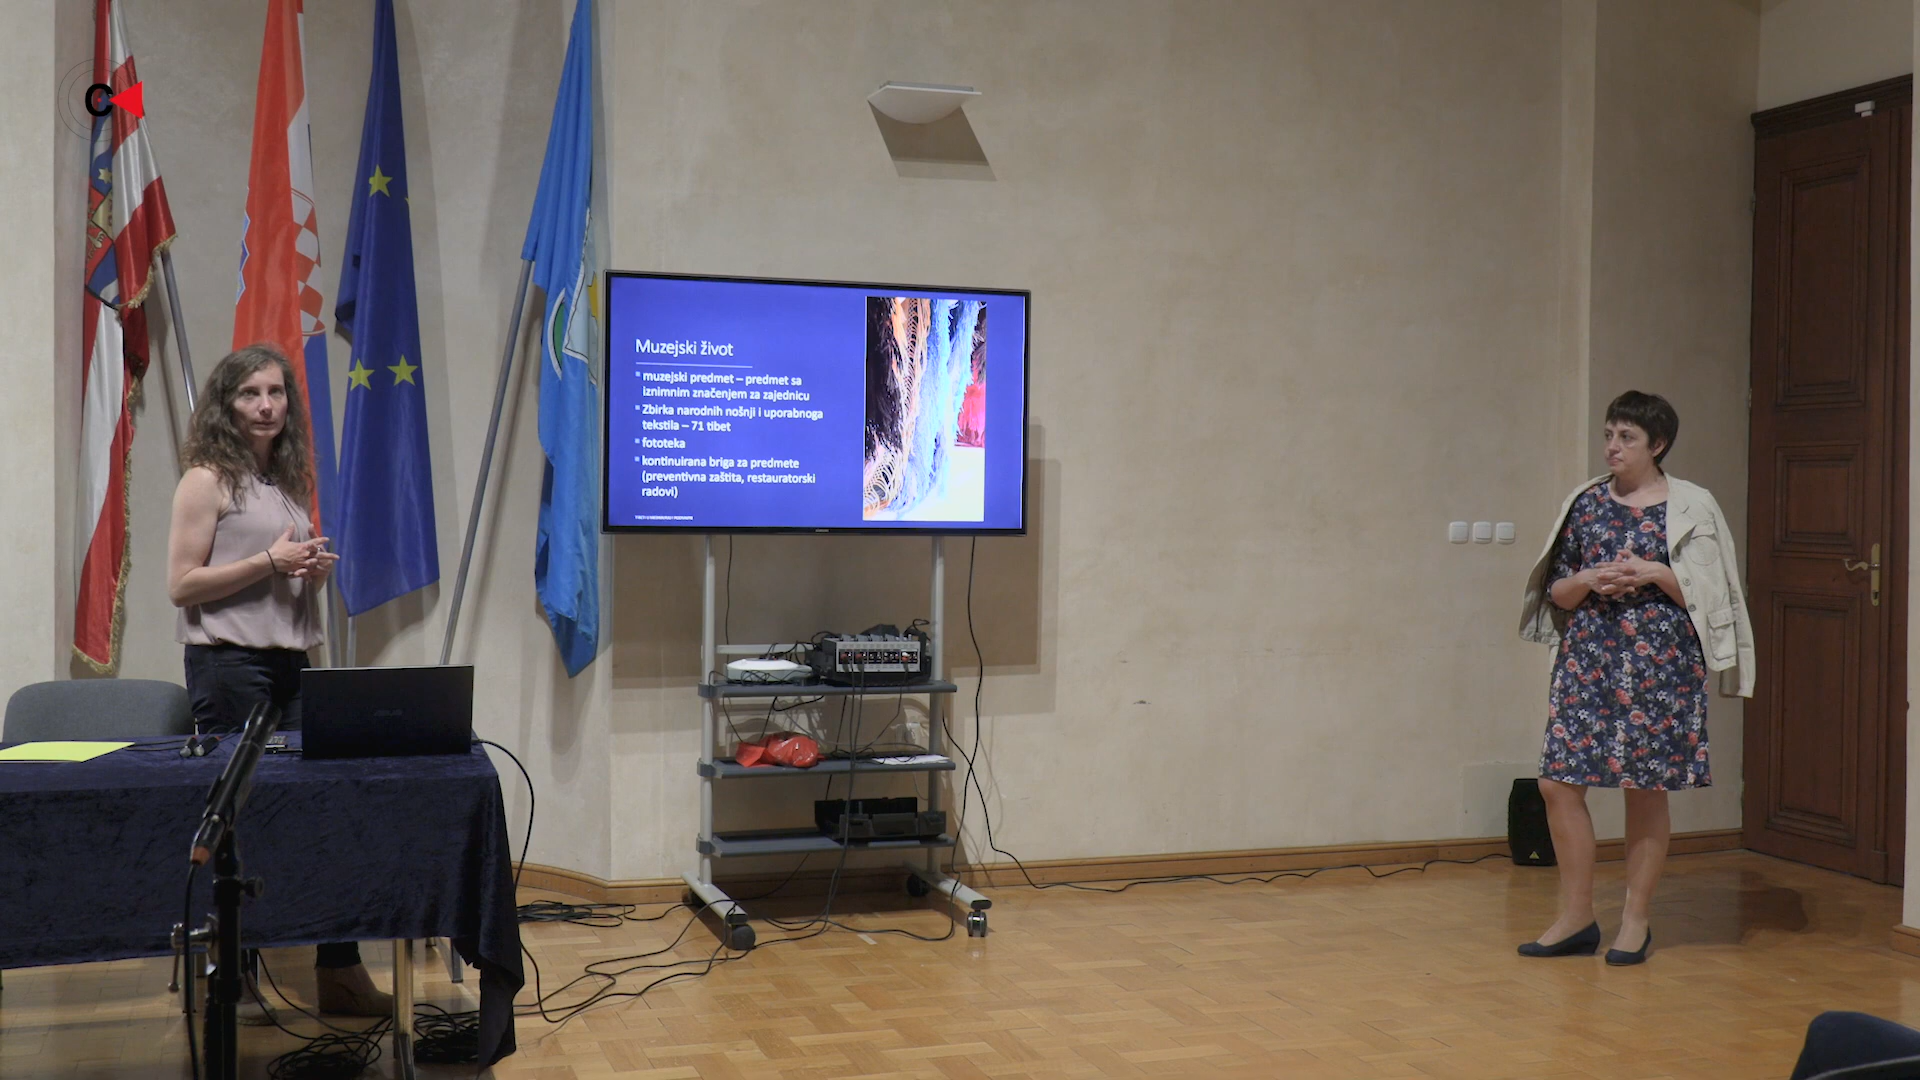 Muzejski život
muzejski predmet – predmet sa
iznimnim značenjem za zajednicu
Zbirka narodnih nošnji i uporabnoga
tekstila – 71 tibet
fototeka
kontinuirana briga za predmete
(preventivna zaštita, restauratorski
radovi)
ASUS